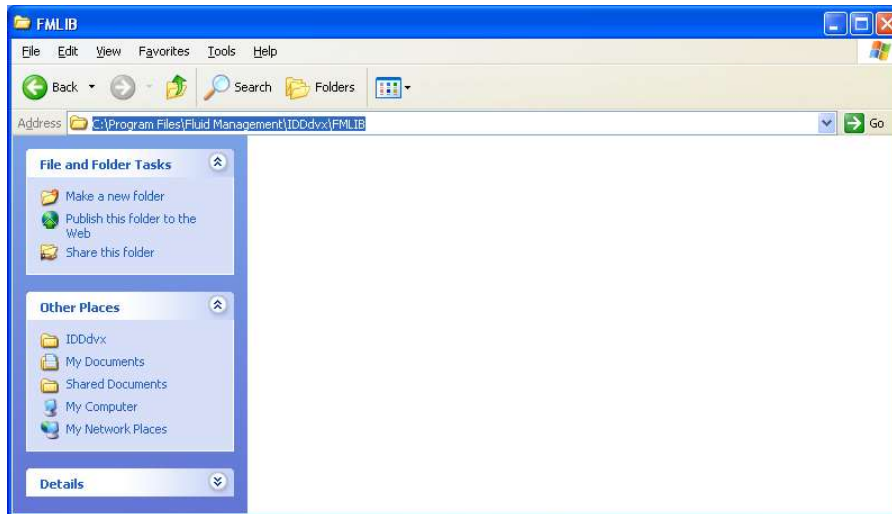 FMLIB
File Edit View Favorites Tools Help
Back Search Folders
Address C:\Program Files\Fluid Management\IDDdvx\FMLIB Go
File and Folder Tasks
Make a new folder
Publish this folder to the
Web
Share this folder
Other Places
IDDdvx
My Documents
Shared Documents
My Computer
My Network Places
Details